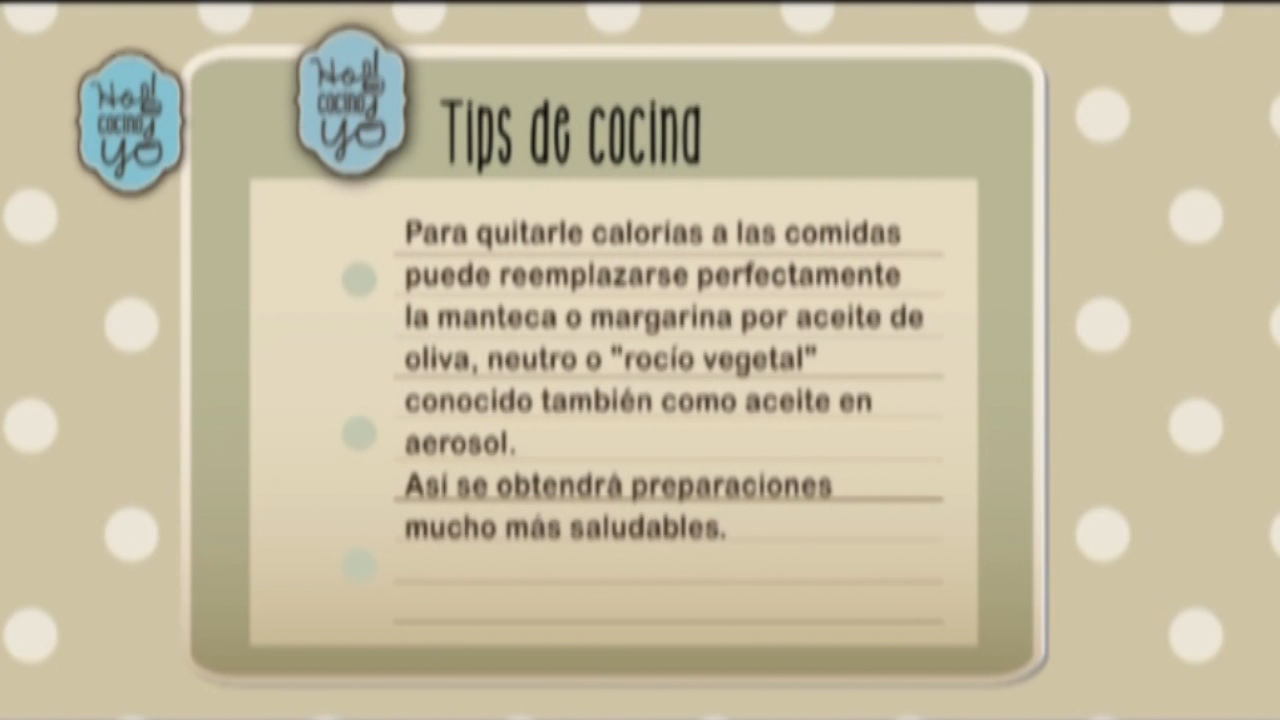 Hoy
cocino
yo
Hoy
cocino
yo
Tips de cocina
Para quitarle calorías a las comidas
puede reemplazarse perfectamente
la manteca o margarina por aceite de
oliva, neutro o "rocío vegetal"
conocido también como aceite en
aerosol.
Así se obtendrá preparaciones
mucho más saludables.